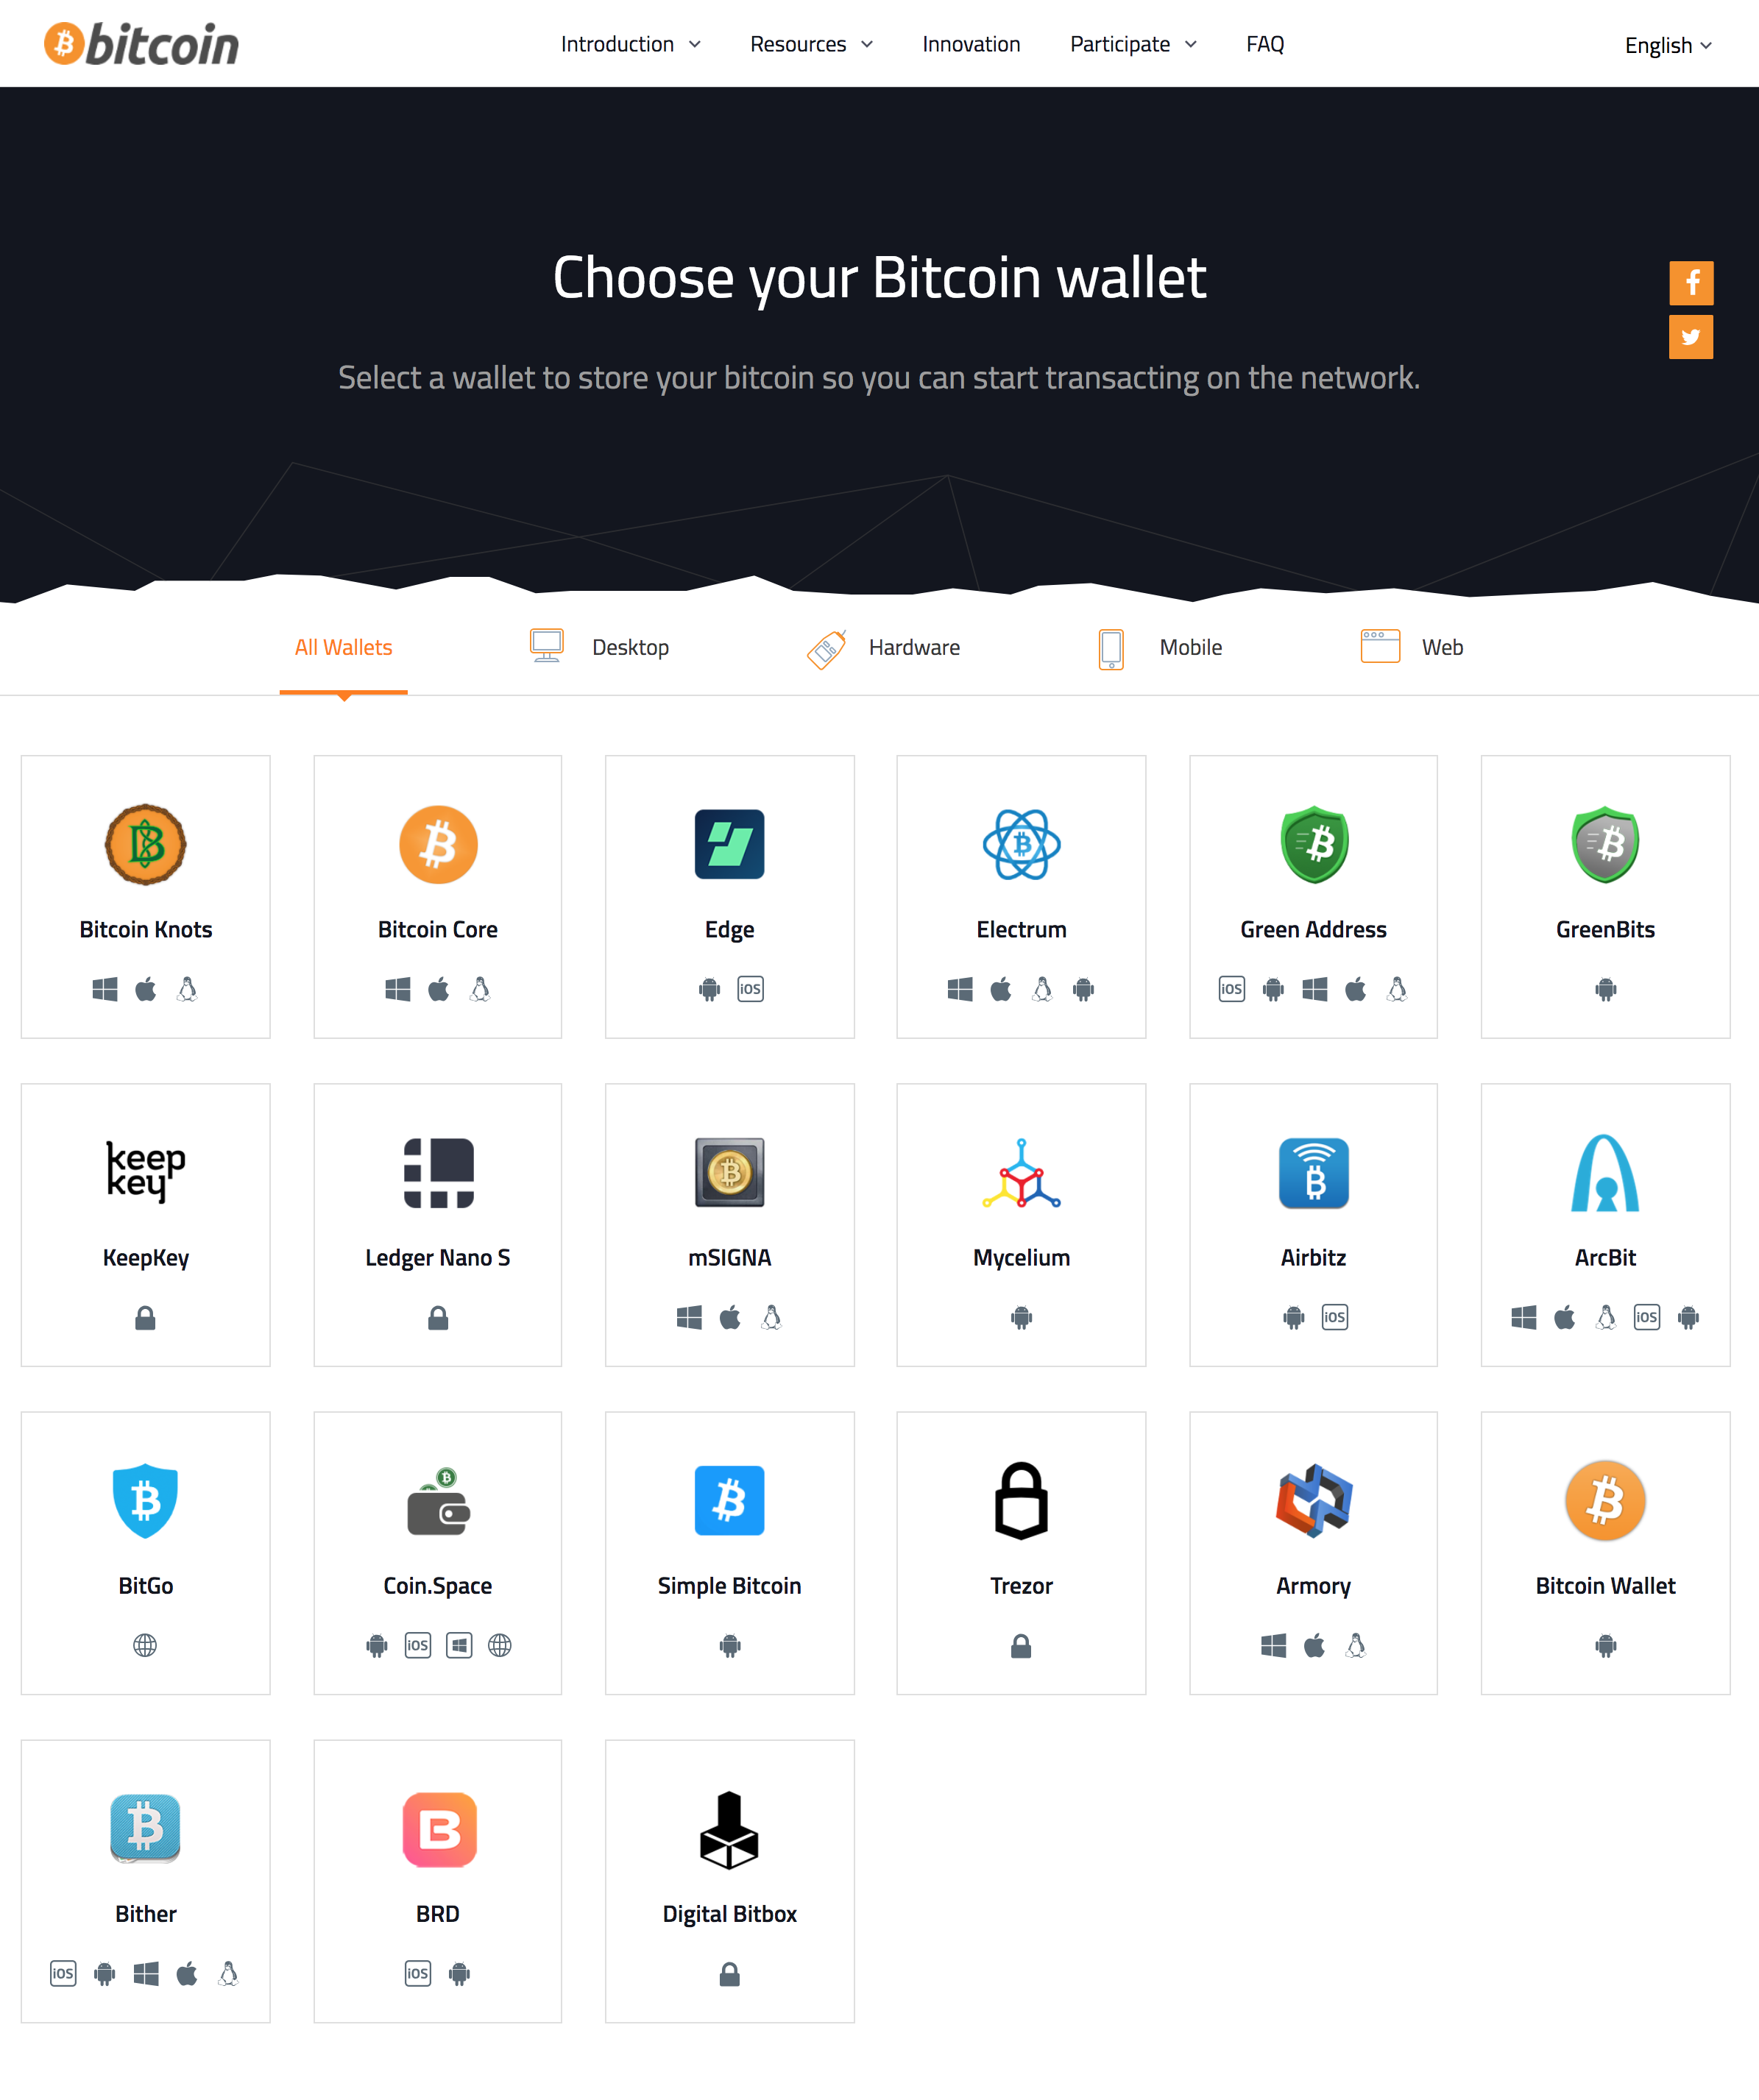 bitcoin
Introduction Resources Innovation Participate FAQ English
Choose your Bitcoin wallet
Select a wallet to store your bitcoin so you can start transacting on the network.
All Wallets Desktop Hardware Mobile Web
Bitcoin Knots Bitcoin Core Edge Electrum Green Address GreenBits
iOS iOS
keep
key
KeepKey Ledger Nano S mSIGNA Mycelium Airbitz ArcBit
iOS iOS
BitGo Coin.Space Simple Bitcoin Trezor Armory Bitcoin Wallet
iOS
B
Bither BRD Digital Bitbox
iOS iOS